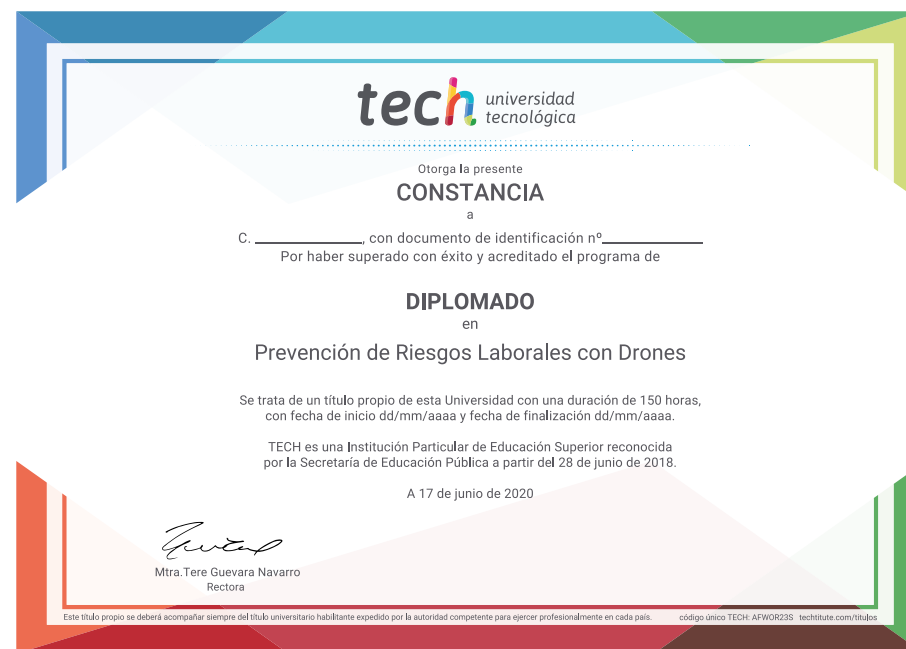 tech universidad
tecnológica
Otorga la presente
CONSTANCIA
a
C. ____________, con documento de identificación nº____________
Por haber superado con éxito y acreditado el programa de
DIPLOMADO
en
Prevención de Riesgos Laborales con Drones
Se trata de un título propio de esta Universidad con una duración de 150 horas,
con fecha de inicio dd/mm/aaaa y fecha de finalización dd/mm/aaaa.
TECH es una Institución Particular de Educación Superior reconocida
por la Secretaría de Educación Pública a partir del 28 de junio de 2018.
A 17 de junio de 2020
Mtra.Tere Guevara Navarro
Rectora
Este título propio se deberá acompañar siempre del título universitario habilitante expedido por la autoridad competente para ejercer profesionalmente en cada país. código único TECH: AFWOR23S techtitute.com/titulos